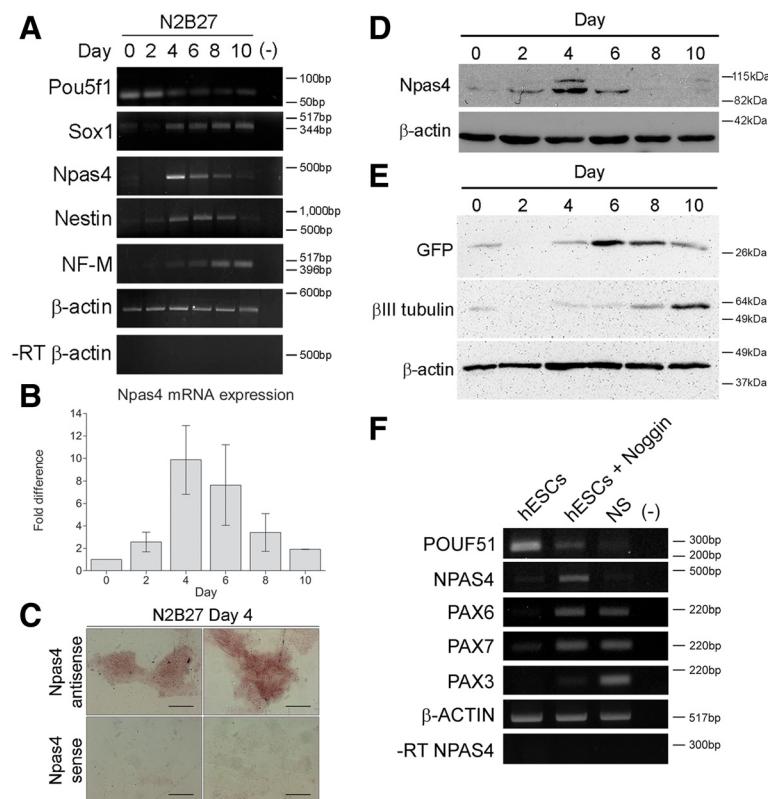 A
N2B27
Day 0 2 4 6 8 10 (-)
Pou5f1
100bp
50bp
Sox1
517bp
344bp
Npas4
500bp
Nestin
1,000bp
500bp
NF-M
517bp
396bp
β-actin
600bp
-RT β-actin
500bp
B
Npas4 mRNA expression
Fold difference
14
12
10
8
6
4
2
0
0 2 4 6 8 10
Day
C
N2B27 Day 4
Npas4
antisense
Npas4
sense
D
Day
0 2 4 6 8 10
Npas4
115kDa
82kDa
β-actin
42kDa
E
Day
0 2 4 6 8 10
GFP
26kDa
βIII tubulin
64kDa
49kDa
β-actin
49kDa
37kDa
F
hESCs
hESCs + Noggin
NS
(-)
POUF51
300bp
200bp
NPAS4
500bp
PAX6
220bp
PAX7
220bp
PAX3
220bp
β-ACTIN
517bp
-RT NPAS4
300bp